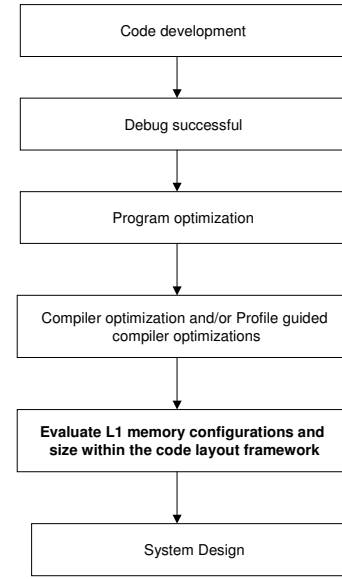 Code development
Debug successful
Program optimization
Compiler optimization and/or Profile guided
compiler optimizations
Evaluate L1 memory configurations and
size within the code layout framework
System Design